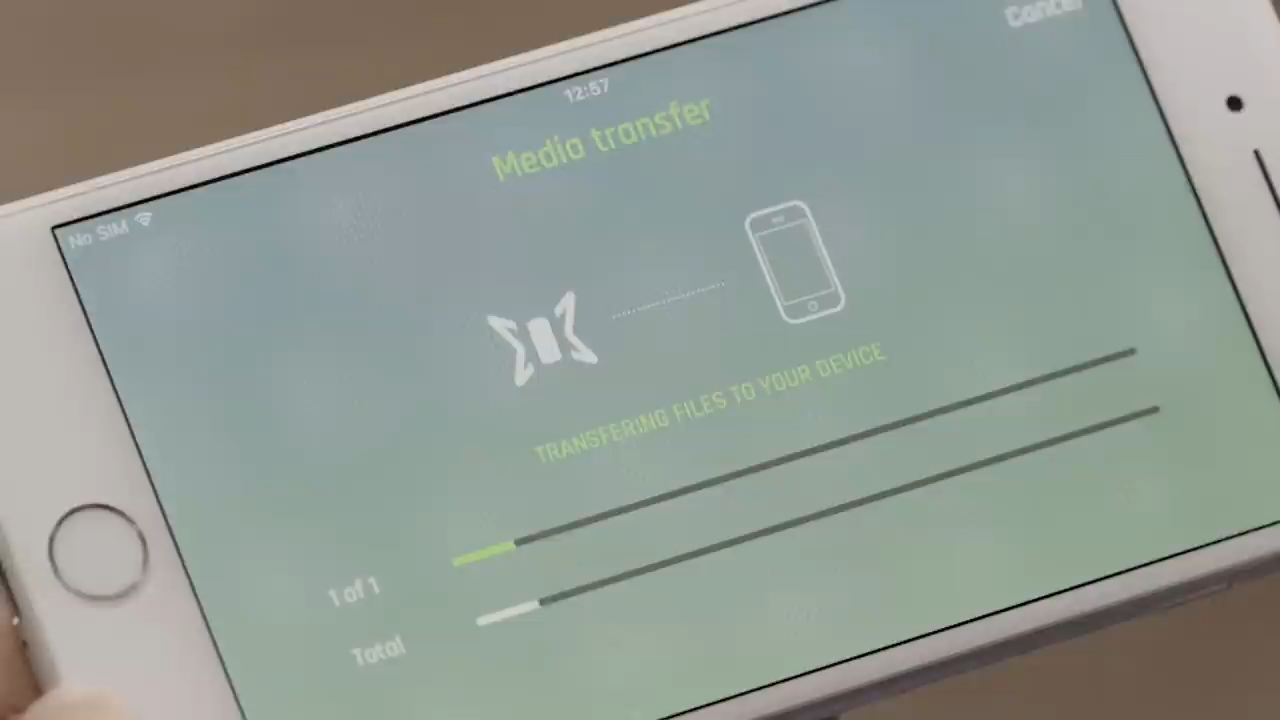 Cancel
12:57
Media transfer
No SIM
TRANSFERING FILES TO YOUR DEVICE
1 of 1
Total